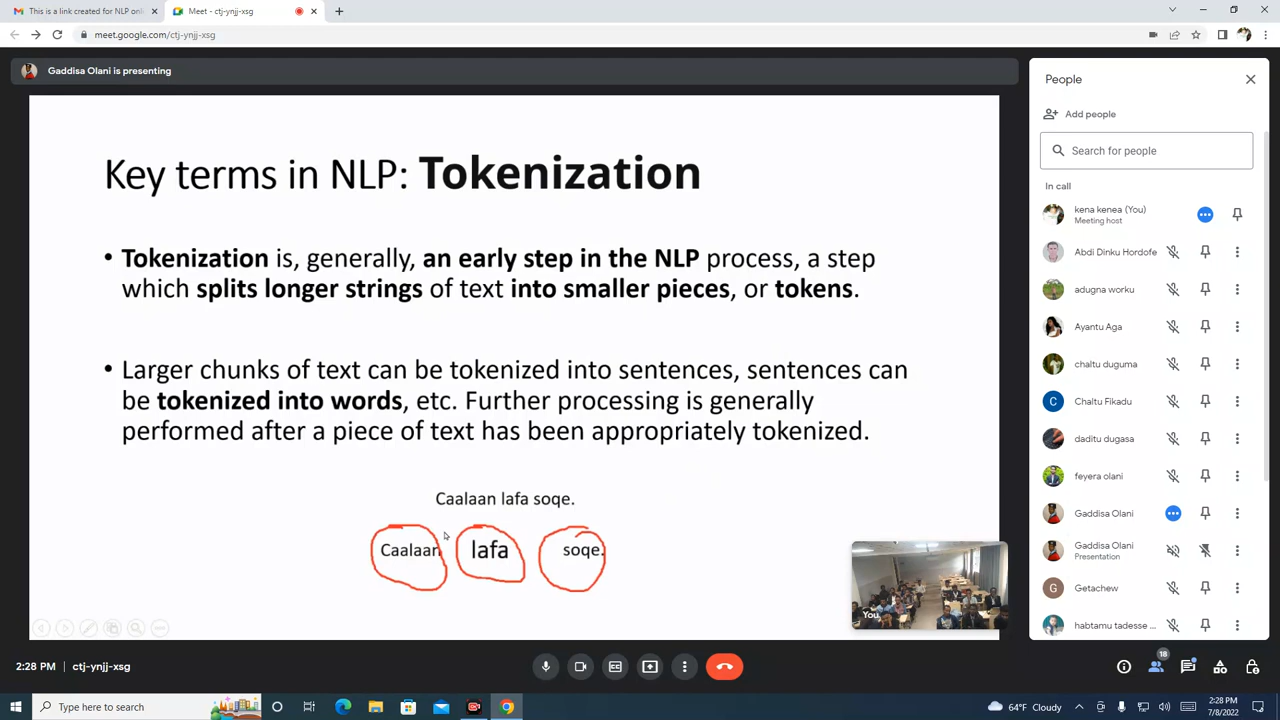 This is a link created for NLP onli
Meet - ctj-ynjj-xsg
meet.google.com/ctj-ynjj-xsg
Gaddisa Olani is presenting
Key terms in NLP: Tokenization
• Tokenization is, generally, an early step in the NLP process, a step
which splits longer strings of text into smaller pieces, or tokens.
• Larger chunks of text can be tokenized into sentences, sentences can
be tokenized into words, etc. Further processing is generally
performed after a piece of text has been appropriately tokenized.
Caalaan lafa soqe.
Caalaan lafa soqe.
You
People
Add people
Search for people
In call
kena kenea (You)
Meeting host
Abdi Dinku Hordofe
adugna worku
Ayantu Aga
chaltu duguma
C
Chaltu Fikadu
daditu dugasa
feyera olani
Gaddisa Olani
Gaddisa Olani
Presentation
G
Getachew
habtamu tadesse ...
2:28 PM | ctj-ynjj-xsg
18
Type here to search
64°F Cloudy
2:28 PM
7/8/2022